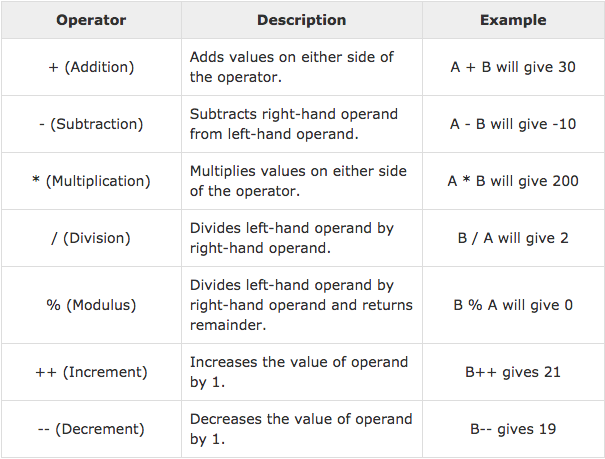 Operator Description Example
+ (Addition) Adds values on either side of the operator. A + B will give 30
- (Subtraction) Subtracts right-hand operand from left-hand operand. A - B will give -10
* (Multiplication) Multiplies values on either side of the operator. A * B will give 200
/ (Division) Divides left-hand operand by right-hand operand. B / A will give 2
% (Modulus) Divides left-hand operand by right-hand operand and returns remainder. B % A will give 0
++ (Increment) Increases the value of operand by 1. B++ gives 21
-- (Decrement) Decreases the value of operand by 1. B-- gives 19